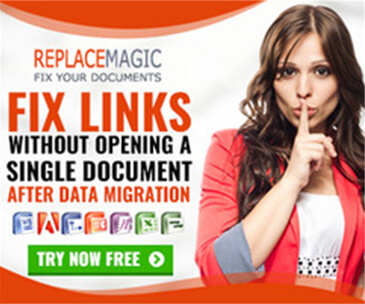 REPLACEMAGIC
FIX YOUR DOCUMENTS
FIX LINKS
WITHOUT OPENING A
SINGLE DOCUMENT
AFTER DATA MIGRATION
TRY NOW FREE